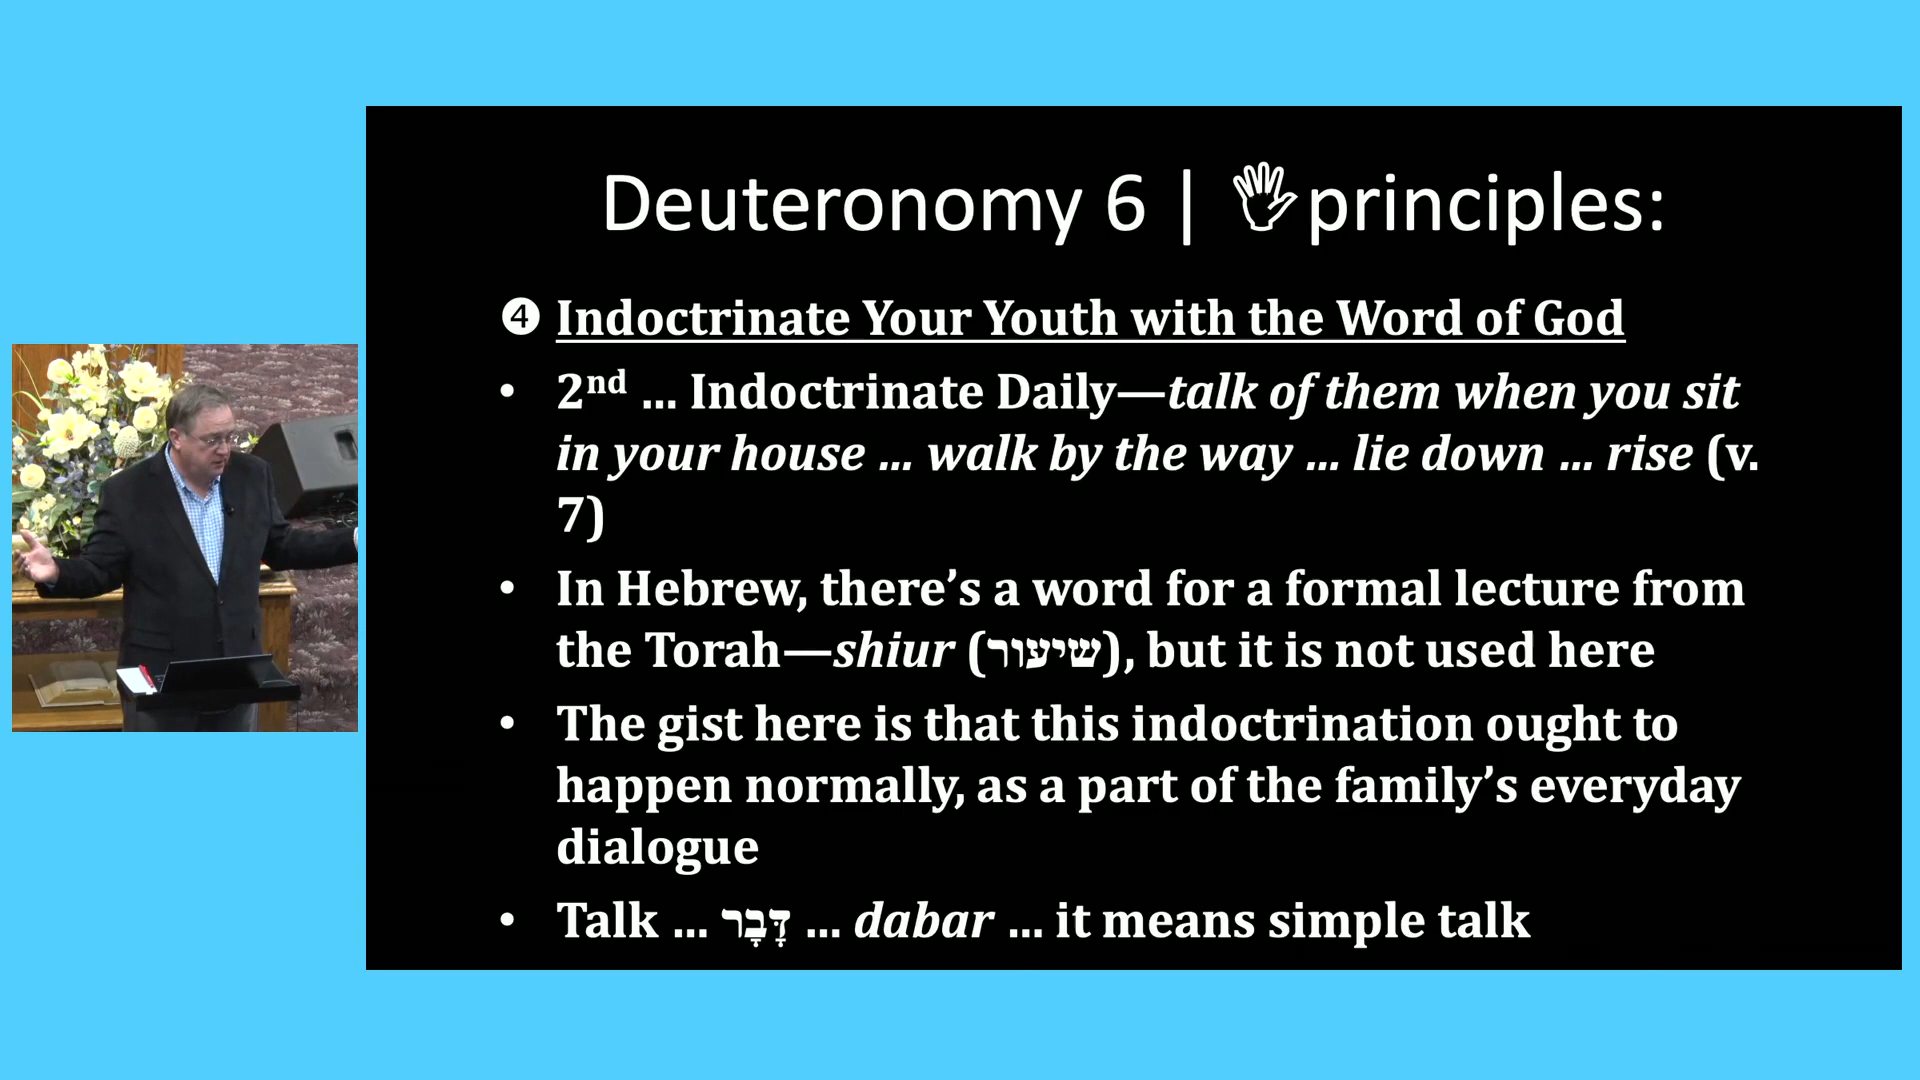 Deuteronomy 6 | 🖐principles:
❹ Indoctrinate Your Youth with the Word of God
• 2nd ... Indoctrinate Daily—talk of them when you sit
in your house ... walk by the way ... lie down ... rise (v.
7)
• In Hebrew, there’s a word for a formal lecture from
the Torah—shiur (שיעור), but it is not used here
• The gist here is that this indoctrination ought to
happen normally, as a part of the family’s everyday
dialogue
• Talk ... דָּבָר ... dabar ... it means simple talk